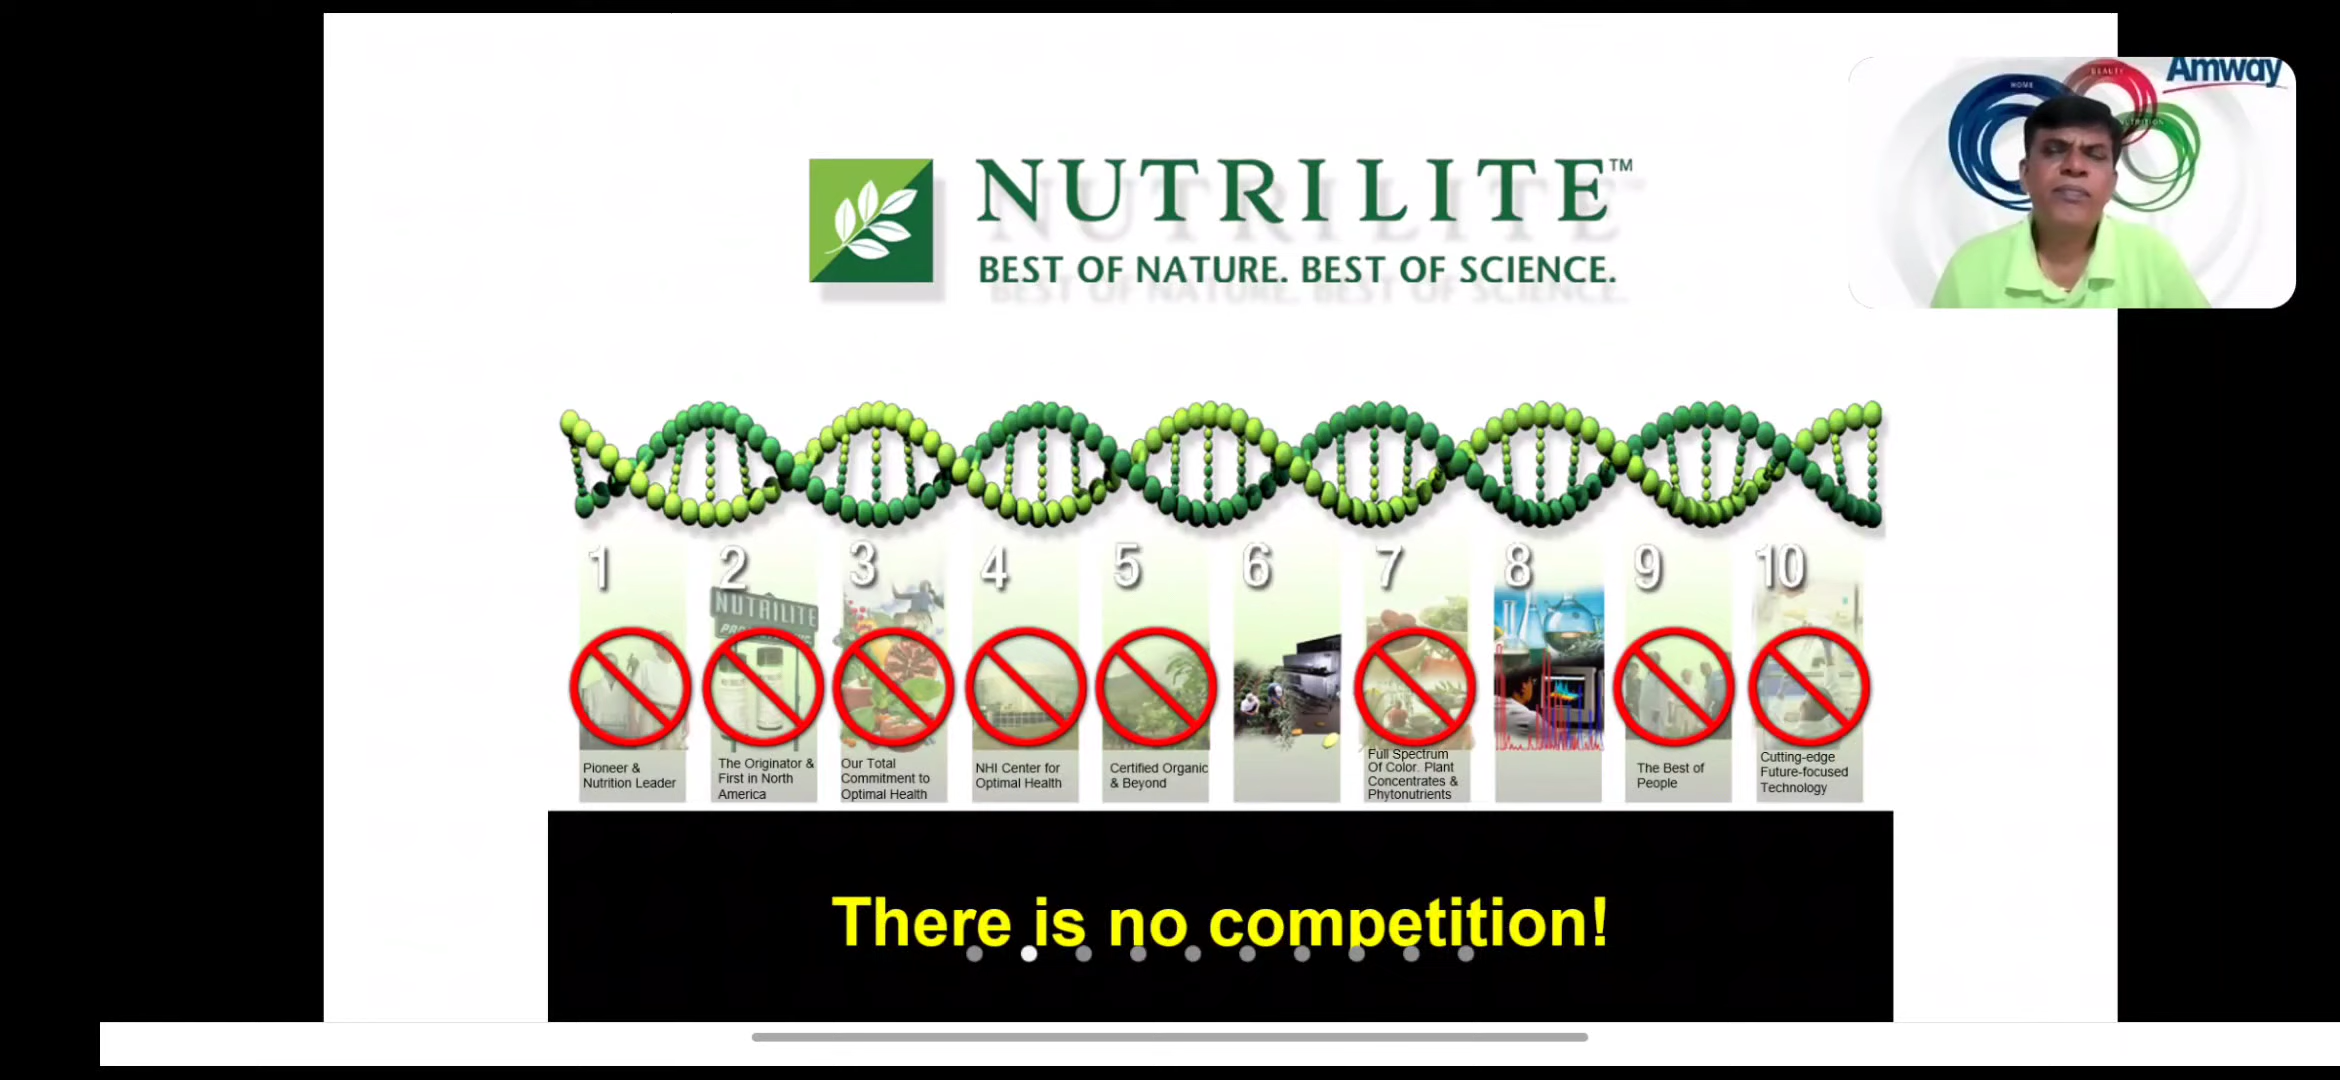 Amway
HOME
BEAUTY
NUTRITION
NUTRILITE™
BEST OF NATURE. BEST OF SCIENCE.
1 2 3 4 5 6 7 8 9 10
NUTRILITE
Pioneer &
Nutrition Leader
The Originator &
First in North
America
Our Total
Commitment to
Optimal Health
NHI Center for
Optimal Health
Certified Organic
& Beyond
Full Spectrum
Of Color. Plant
Concentrates &
Phytonutrients
The Best of
People
Cutting-edge
Future-focused
Technology
There is no competition!